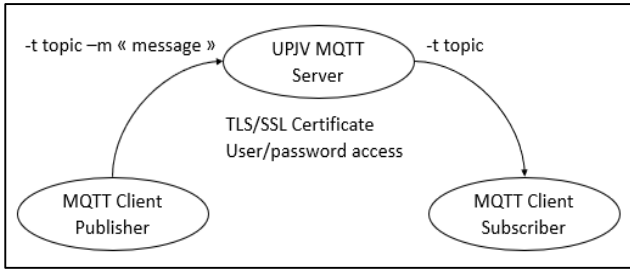 -t topic –m « message »
UPJV MQTT
Server
-t topic
TLS/SSL Certificate
User/password access
MQTT Client
Publisher
MQTT Client
Subscriber